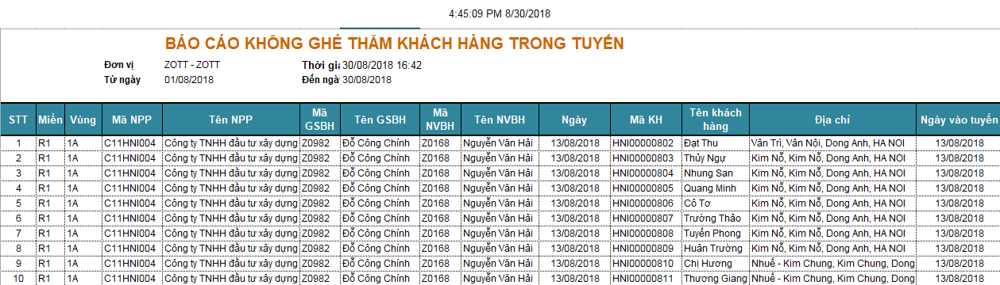 4:45:09 PM 8/30/2018
BÁO CÁO KHÔNG GHÉ THĂM KHÁCH HÀNG TRONG TUYẾN
Đơn vị ZOTT - ZOTT Thời gia 30/08/2018 16:42
Từ ngày 01/08/2018 Đến ngà 30/08/2018
STT Miền Vùng Mã NPP Tên NPP Mã GSBH Tên GSBH Mã NVBH Tên NVBH Ngày Mã KH Tên khách hàng Địa chỉ Ngày vào tuyến
1 R1 1A C11HNI004 Công ty TNHH đầu tư xây dựng Z0982 Đỗ Công Chính Z0168 Nguyễn Văn Hải 13/08/2018 HNI00000802 Đạt Thu Vân Trì, Vân Nội, Dong Anh, HA NOI 13/08/2018
2 R1 1A C11HNI004 Công ty TNHH đầu tư xây dựng Z0982 Đỗ Công Chính Z0168 Nguyễn Văn Hải 13/08/2018 HNI00000803 Thủy Ngư Kim Nỗ, Kim Nỗ, Dong Anh, HA NOI 13/08/2018
3 R1 1A C11HNI004 Công ty TNHH đầu tư xây dựng Z0982 Đỗ Công Chính Z0168 Nguyễn Văn Hải 13/08/2018 HNI00000804 Nhung San Kim Nỗ, Kim Nỗ, Dong Anh, HA NOI 13/08/2018
4 R1 1A C11HNI004 Công ty TNHH đầu tư xây dựng Z0982 Đỗ Công Chính Z0168 Nguyễn Văn Hải 13/08/2018 HNI00000805 Quang Minh Kim Nỗ, Kim Nỗ, Dong Anh, HA NOI 13/08/2018
5 R1 1A C11HNI004 Công ty TNHH đầu tư xây dựng Z0982 Đỗ Công Chính Z0168 Nguyễn Văn Hải 13/08/2018 HNI00000806 Cô Tơ Kim Nỗ, Kim Nỗ, Dong Anh, HA NOI 13/08/2018
6 R1 1A C11HNI004 Công ty TNHH đầu tư xây dựng Z0982 Đỗ Công Chính Z0168 Nguyễn Văn Hải 13/08/2018 HNI00000807 Trường Thảo Kim Nỗ, Kim Nỗ, Dong Anh, HA NOI 13/08/2018
7 R1 1A C11HNI004 Công ty TNHH đầu tư xây dựng Z0982 Đỗ Công Chính Z0168 Nguyễn Văn Hải 13/08/2018 HNI00000808 Tuyến Phong Kim Nỗ, Kim Nỗ, Dong Anh, HA NOI 13/08/2018
8 R1 1A C11HNI004 Công ty TNHH đầu tư xây dựng Z0982 Đỗ Công Chính Z0168 Nguyễn Văn Hải 13/08/2018 HNI00000809 Huân Trường Kim Nỗ, Kim Nỗ, Dong Anh, HA NOI 13/08/2018
9 R1 1A C11HNI004 Công ty TNHH đầu tư xây dựng Z0982 Đỗ Công Chính Z0168 Nguyễn Văn Hải 13/08/2018 HNI00000810 Chị Hương Nhuế - Kim Chung, Kim Chung, Dong 13/08/2018
10 R1 1A C11HNI004 Công ty TNHH đầu tư xây dựng Z0982 Đỗ Công Chính Z0168 Nguyễn Văn Hải 13/08/2018 HNI00000811 Thương Giang Nhuế - Kim Chung, Kim Chung, Dong 13/08/2018